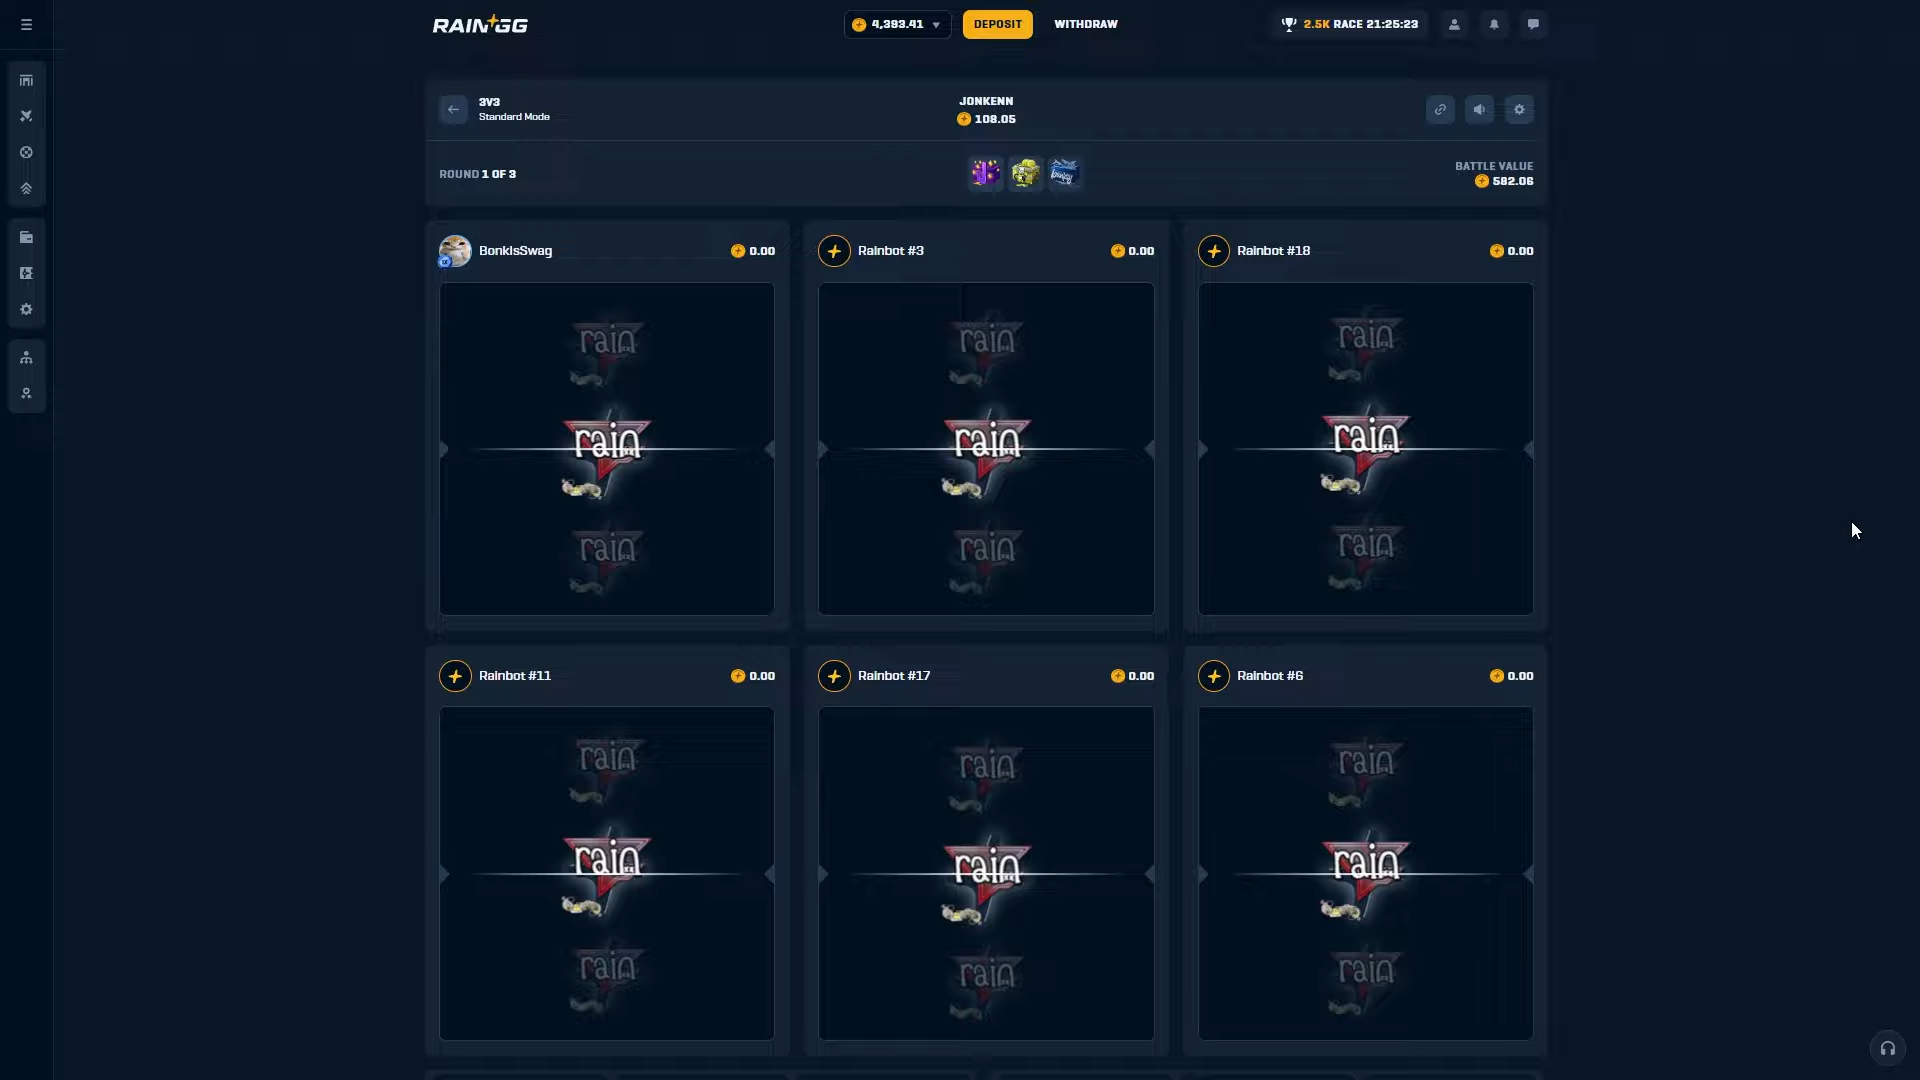 RAIN GG
4,393.41
DEPOSIT
WITHDRAW
2.5K RACE 21:25:23
3V3
Standard Mode
JONKENN
108.05
ROUND 1 OF 3
BATTLE VALUE
582.06
BonkIsSwag
0.00
Rainbot #3
0.00
Rainbot #18
0.00
rain
rain
rain
rain
rain
rain
rain
rain
rain
Rainbot #11
0.00
Rainbot #17
0.00
Rainbot #6
0.00
rain
rain
rain
rain
rain
rain
rain
rain
rain